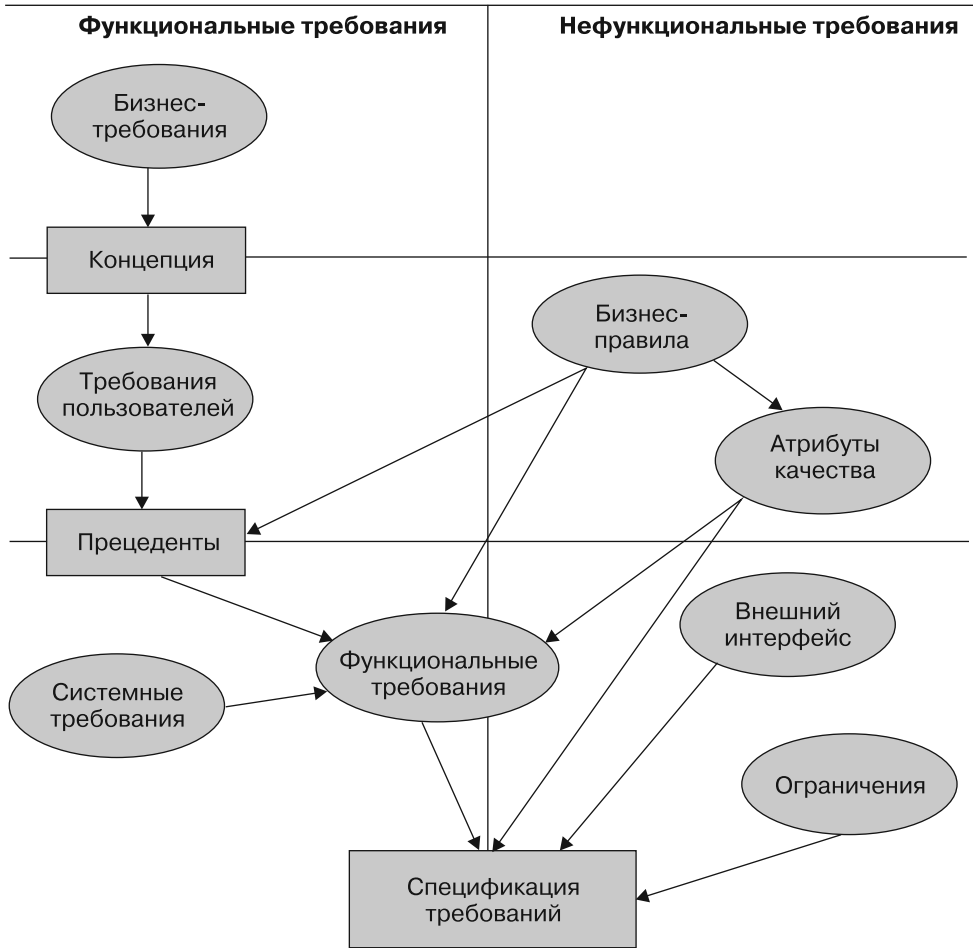 Функциональные требования
Нефункциональные требования
Бизнес-
требования
Концепция
Бизнес-
правила
Требования
пользователей
Атрибуты
качества
Прецеденты
Внешний
интерфейс
Функциональные
требования
Системные
требования
Ограничения
Спецификация
требований